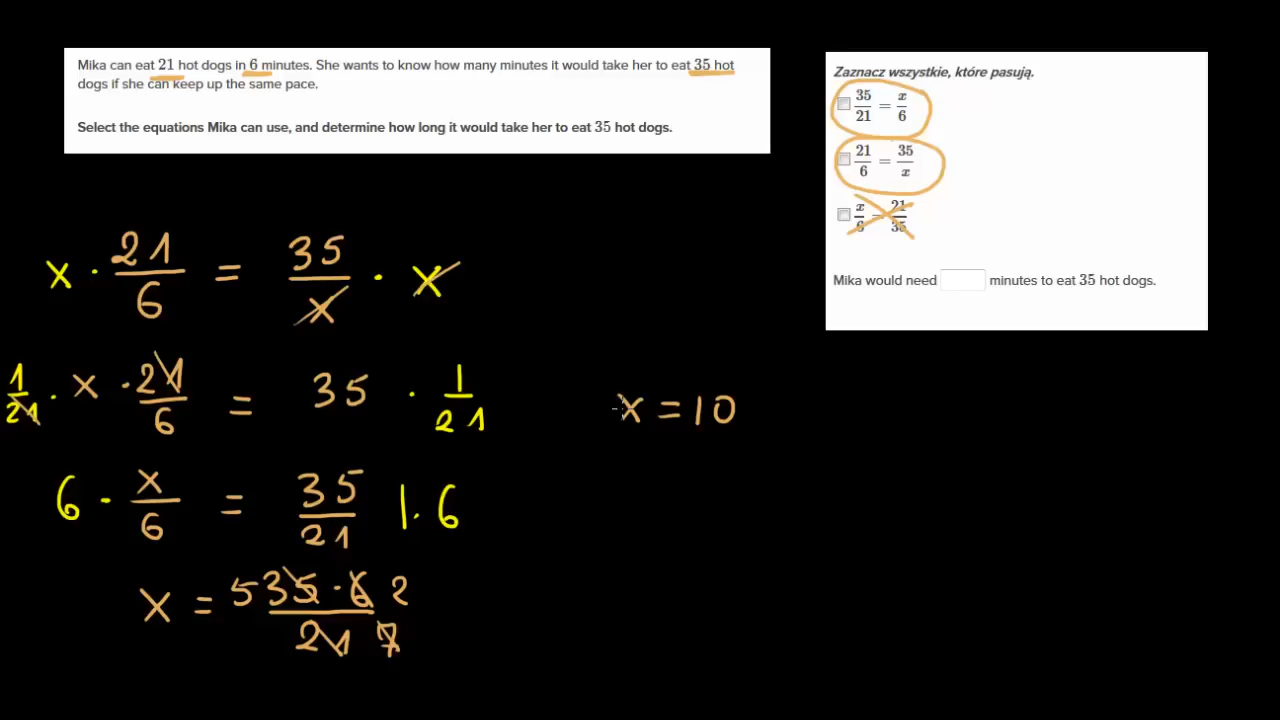 Mika can eat 21 hot dogs in 6 minutes. She wants to know how many minutes it would take her to eat 35 hot
dogs if she can keep up the same pace.
Select the equations Mika can use, and determine how long it would take her to eat 35 hot dogs.
Zaznacz wszystkie, które pasują.
35/21 = x/6
21/6 = 35/x
x/6 = 21/35
Mika would need minutes to eat 35 hot dogs.
x · 21/6 = 35/x · x
1/21 · x · 21/6 = 35 · 1/21
x = 10
6 · x/6 = 35/21 | · 6
x = 5 35 · 6 2 / 21 7